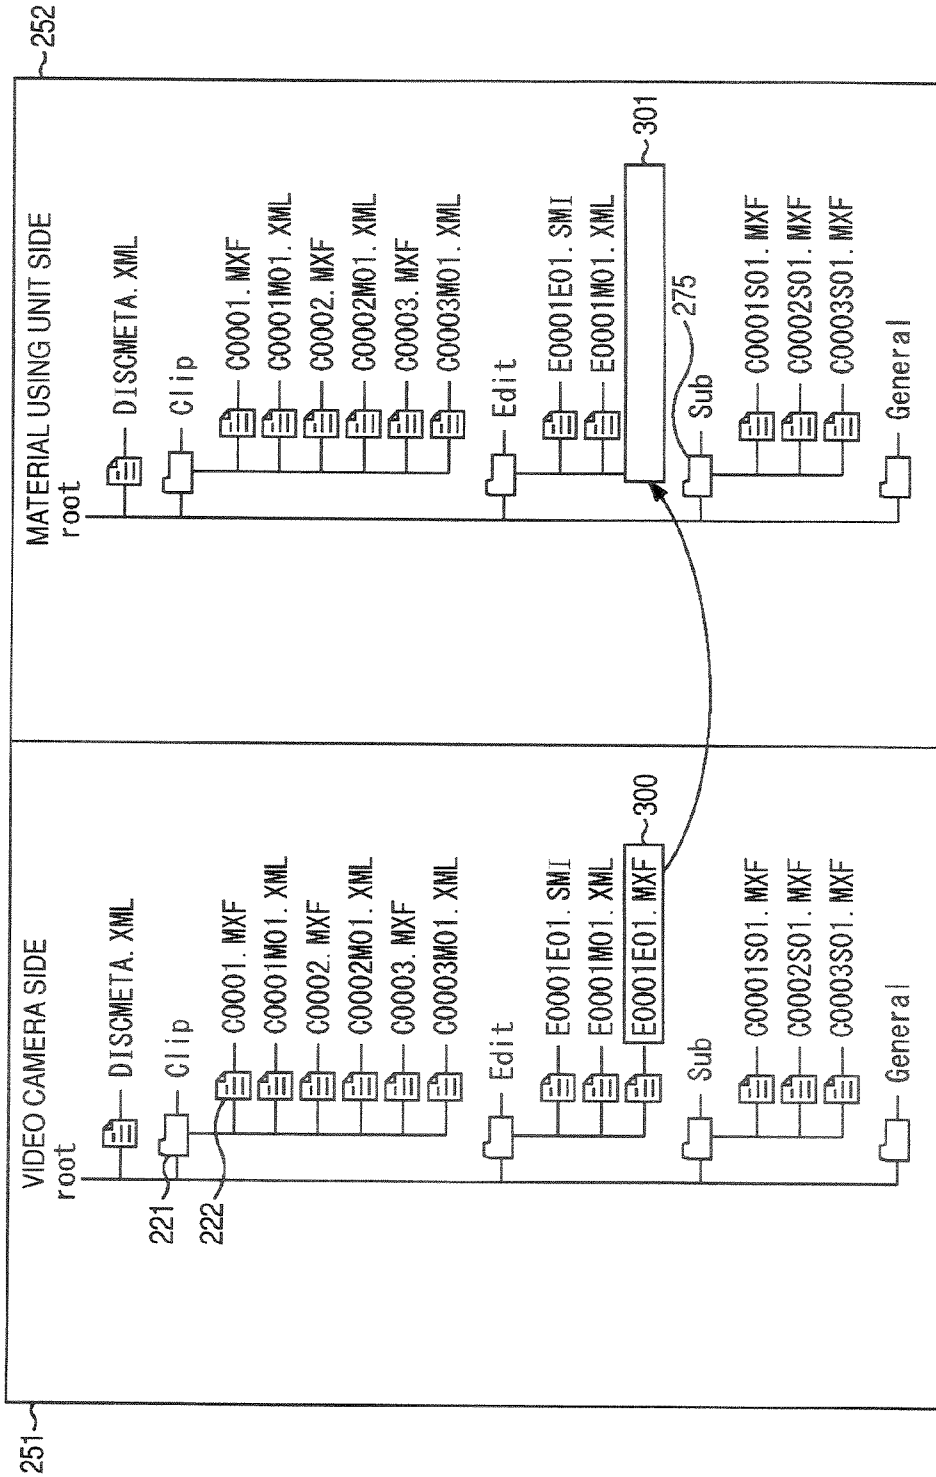 251
VIDEO CAMERA SIDE
root
DISCMETA.XML
221
Clip
222
C0001.MXF
C0001M01.XML
C0002.MXF
C0002M01.XML
C0003.MXF
C0003M01.XML
Edit
E0001E01.SMI
E0001M01.XML
E0001E01.MXF
300
Sub
C0001S01.MXF
C0002S01.MXF
C0003S01.MXF
General
252
MATERIAL USING UNIT SIDE
root
DISCMETA.XML
Clip
C0001.MXF
C0001M01.XML
C0002.MXF
C0002M01.XML
C0003.MXF
C0003M01.XML
Edit
E0001E01.SMI
E0001M01.XML
301
275
Sub
C0001S01.MXF
C0002S01.MXF
C0003S01.MXF
General